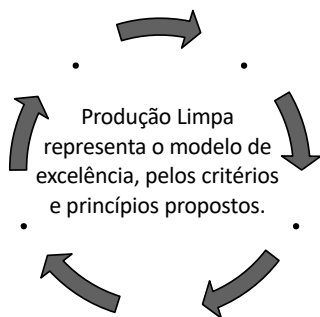 Produção Limpa
representa o modelo de
excelência, pelos critérios
e princípios propostos.